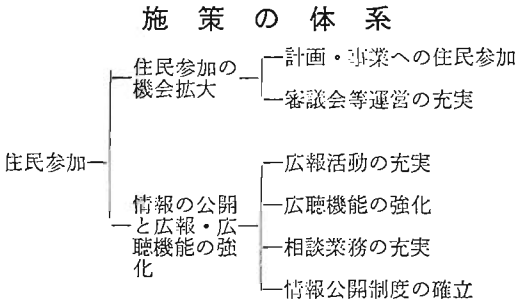 施策の体系
住民参加
住民参加の
機会拡大
計画・事業への住民参加
審議会等運営の充実
情報の公開
と広報・広
聴機能の強
化
広報活動の充実
広聴機能の強化
相談業務の充実
情報公開制度の確立